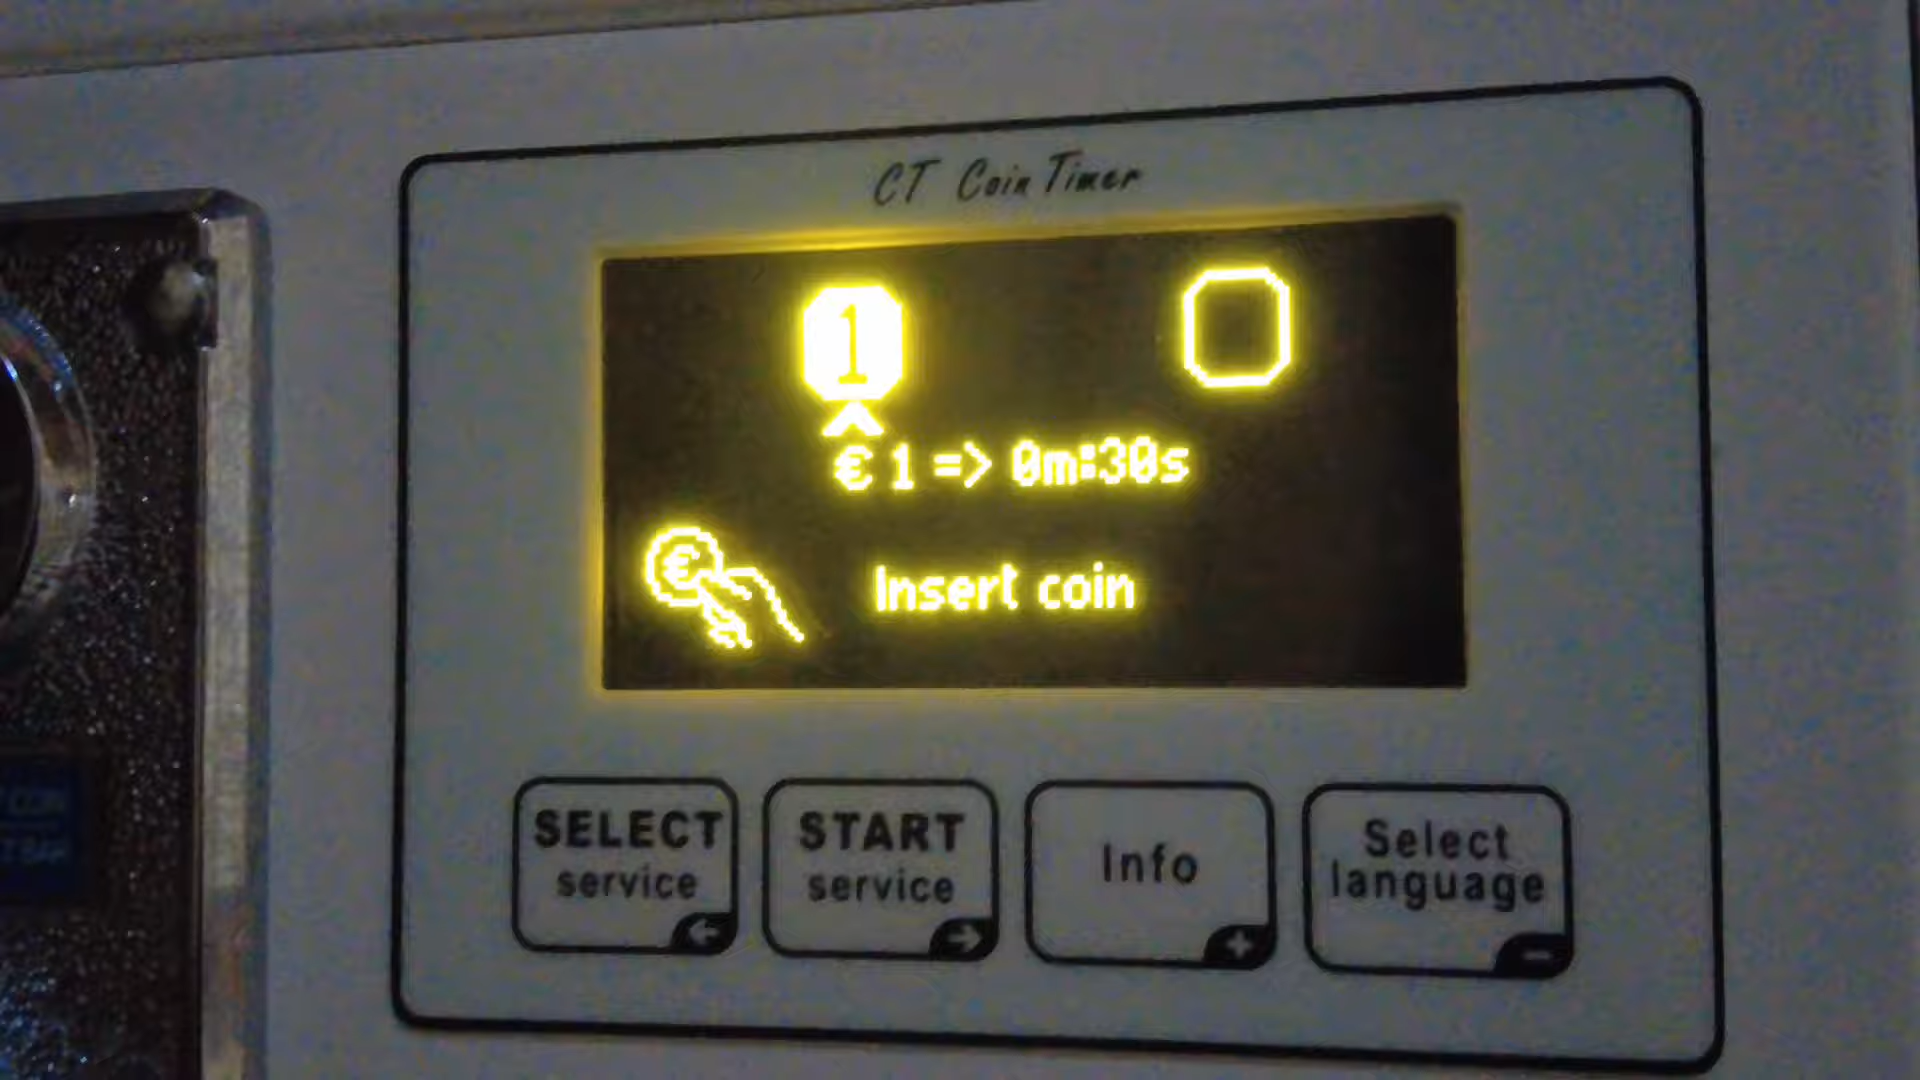 CT Coin Timer
1
€ 1 => 0m:30s
€
Insert coin
SELECT
service
START
service
Info
Select
language